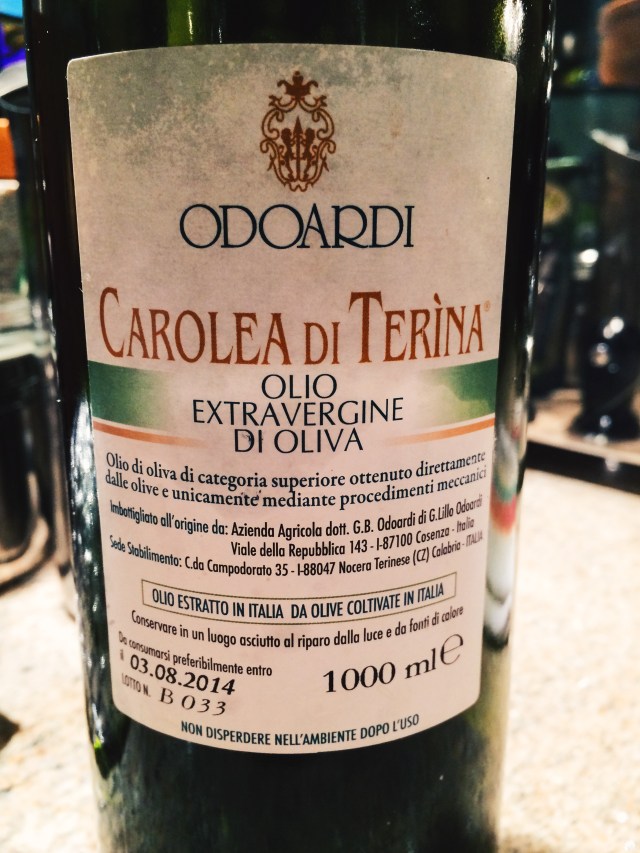 ODOARDI
CAROLEA DI TERÌNA®
OLIO
EXTRAVERGINE
DI OLIVA
Olio di oliva di categoria superiore ottenuto direttamente
dalle olive e unicamente mediante procedimenti meccanici
Imbottigliato all'origine da: Azienda Agricola dott. G.B. Odoardi di G.Lillo Odoardi
Viale della Repubblica 143 - I-87100 Cosenza - Italia
Sede Stabilimento: C.da Campodorato 35 - I-88047 Nocera Terinese (CZ) Calabria - ITALIA
OLIO ESTRATTO IN ITALIA DA OLIVE COLTIVATE IN ITALIA
Conservare in un luogo asciutto al riparo dalla luce e da fonti di calore
Da consumarsi preferibilmente entro
il 03.08.2014
LOTTO N. B 033
1000 ml e
NON DISPERDERE NELL'AMBIENTE DOPO L'USO